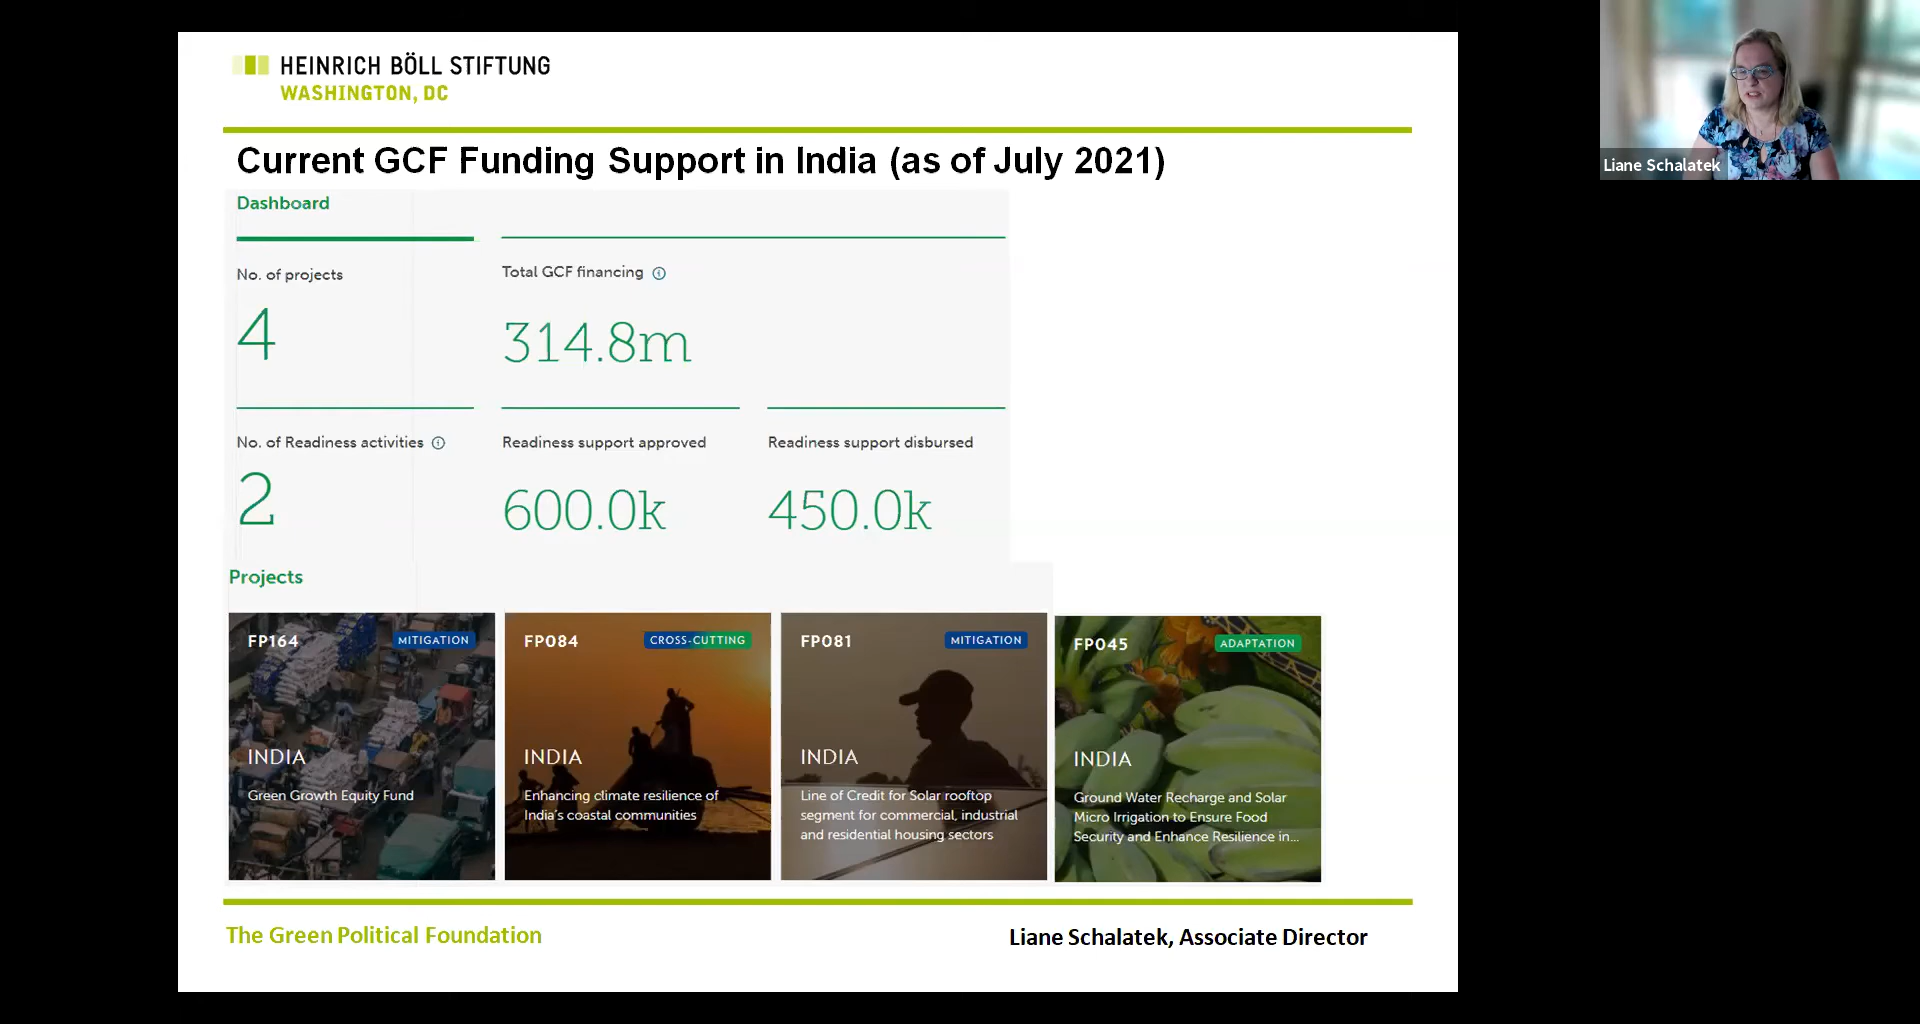 HEINRICH BÖLL STIFTUNG
WASHINGTON, DC
Current GCF Funding Support in India (as of July 2021)
Dashboard
No. of projects
4
Total GCF financing
314.8m
No. of Readiness activities
2
Readiness support approved
600.0k
Readiness support disbursed
450.0k
Projects
FP164
MITIGATION
INDIA
Green Growth Equity Fund
FP084
CROSS-CUTTING
INDIA
Enhancing climate resilience of
India's coastal communities
FP081
MITIGATION
INDIA
Line of Credit for Solar rooftop
segment for commercial, industrial
and residential housing sectors
FP045
ADAPTATION
INDIA
Ground Water Recharge and Solar
Micro Irrigation to Ensure Food
Security and Enhance Resilience in...
The Green Political Foundation
Liane Schalatek, Associate Director
Liane Schalatek